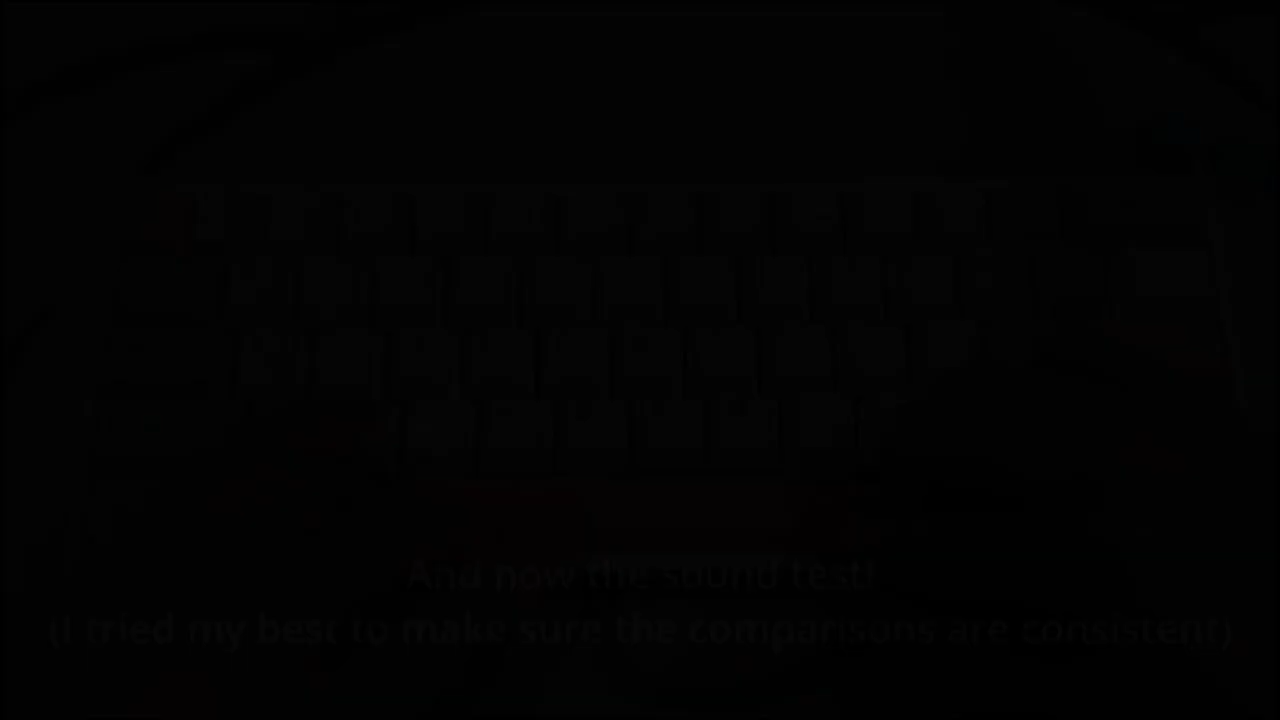 And now the sound test!
(I tried my best to make sure the comparisons are consistent)